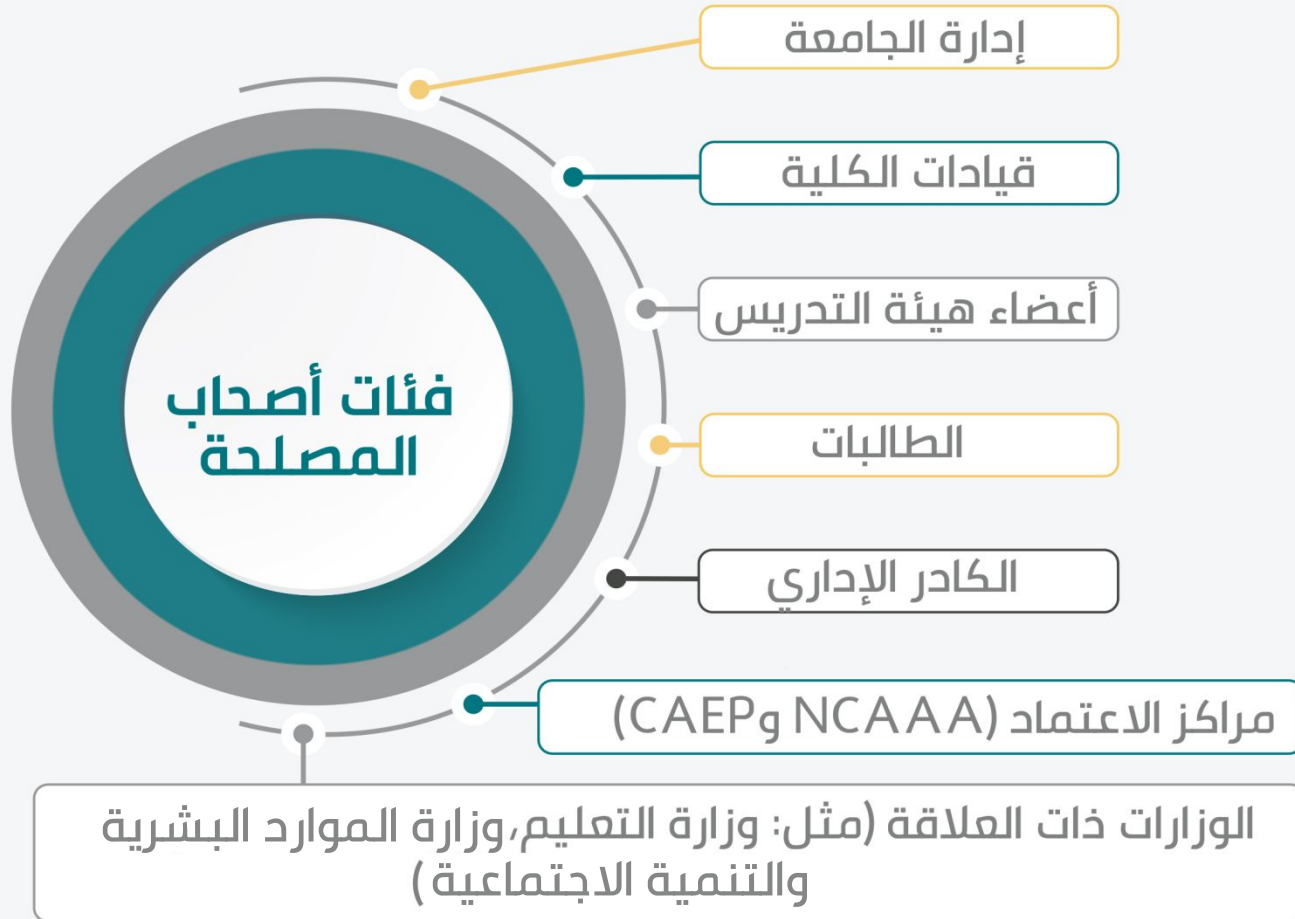 فئات أصحاب
المصلحة
إدارة الجامعة
قيادات الكلية
أعضاء هيئة التدريس
الطالبات
الكادر الإداري
مراكز الاعتماد (NCAAA وCAEP)
الوزارات ذات العلاقة (مثل: وزارة التعليم,وزارة الموارد البشرية
والتنمية الاجتماعية)